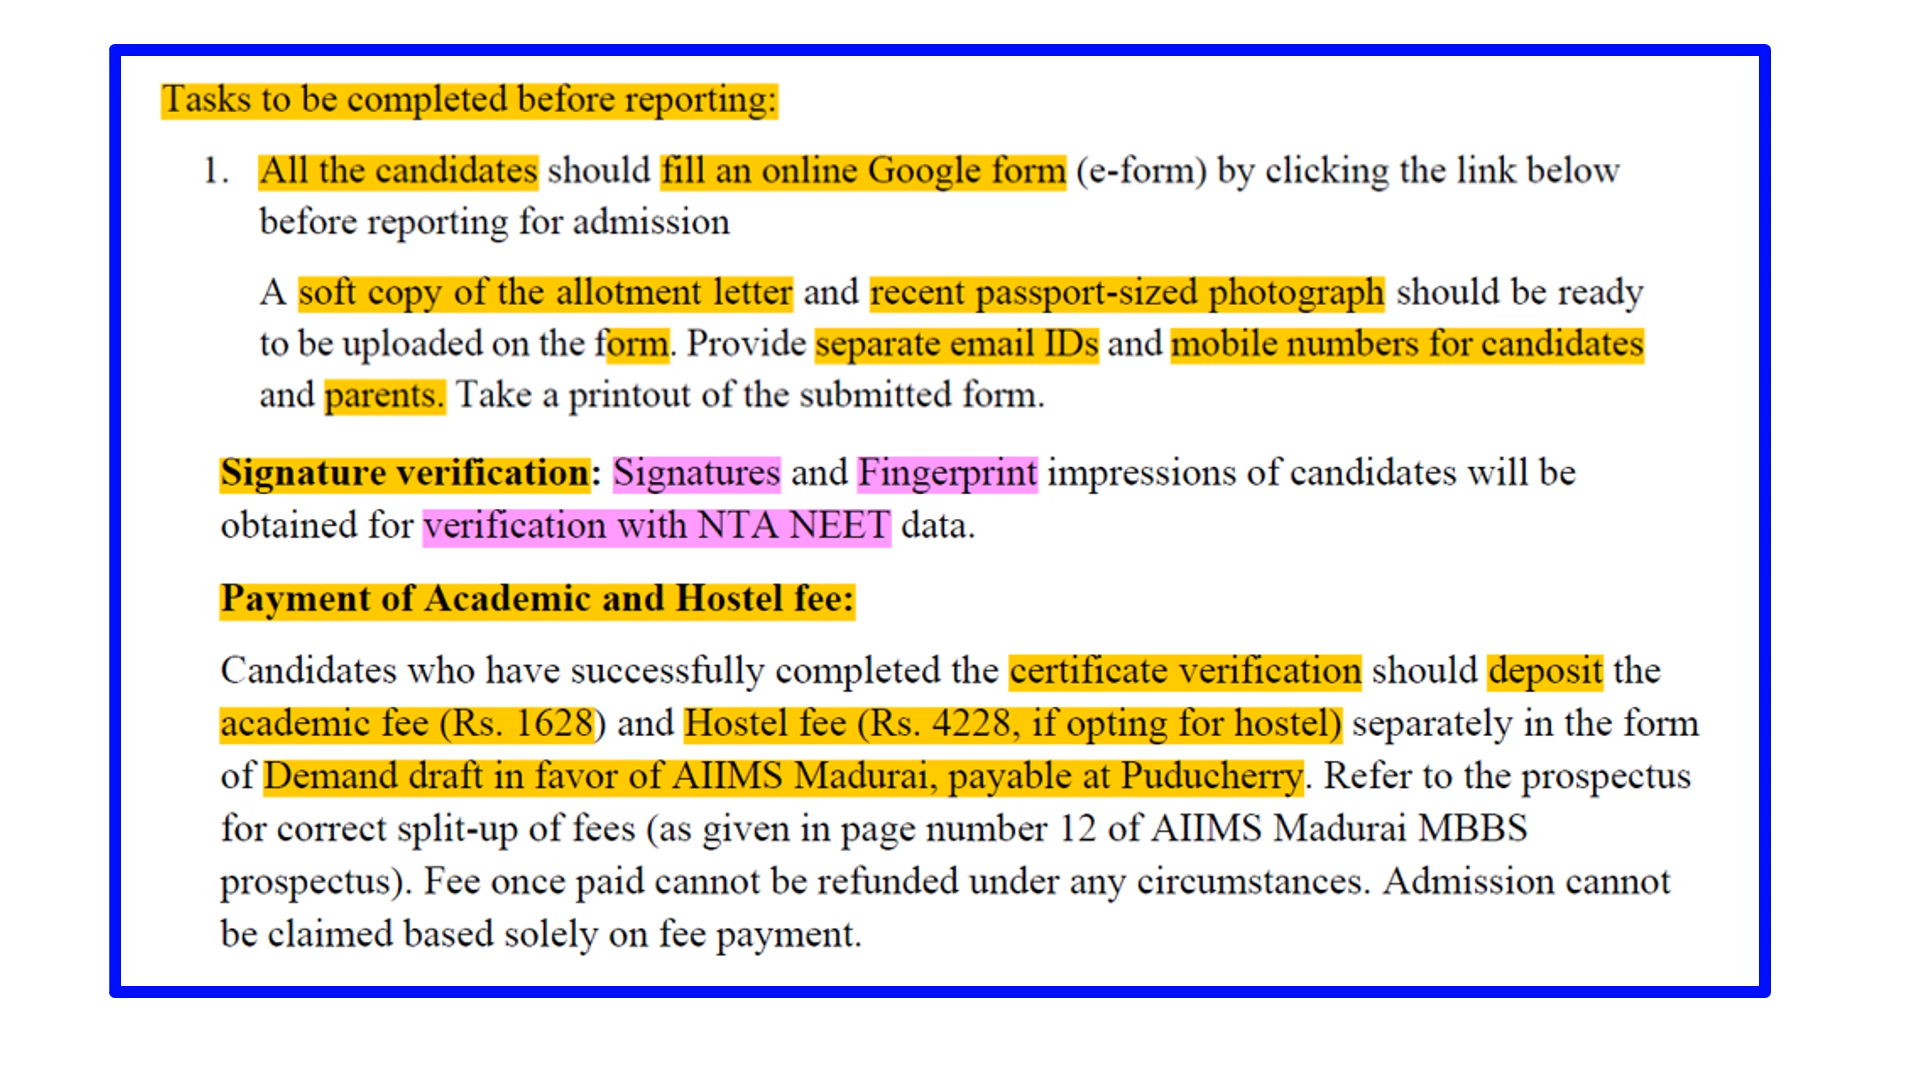 Tasks to be completed before reporting:
1. All the candidates should fill an online Google form (e-form) by clicking the link below
before reporting for admission
A soft copy of the allotment letter and recent passport-sized photograph should be ready
to be uploaded on the form. Provide separate email IDs and mobile numbers for candidates
and parents. Take a printout of the submitted form.
Signature verification: Signatures and Fingerprint impressions of candidates will be
obtained for verification with NTA NEET data.
Payment of Academic and Hostel fee:
Candidates who have successfully completed the certificate verification should deposit the
academic fee (Rs. 1628) and Hostel fee (Rs. 4228, if opting for hostel) separately in the form
of Demand draft in favor of AIIMS Madurai, payable at Puducherry. Refer to the prospectus
for correct split-up of fees (as given in page number 12 of AIIMS Madurai MBBS
prospectus). Fee once paid cannot be refunded under any circumstances. Admission cannot
be claimed based solely on fee payment.